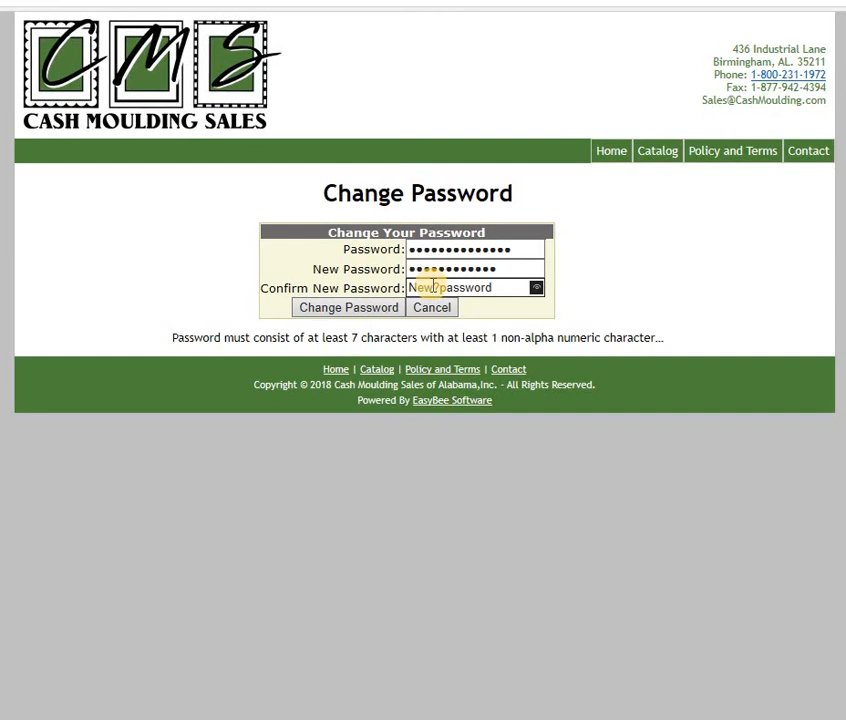 CMS
CASH MOULDING SALES
436 Industrial Lane
Birmingham, AL. 35211
Phone: 1-800-231-1972
Fax: 1-877-942-4394
Sales@CashMoulding.com
Home Catalog Policy and Terms Contact
Change Password
Change Your Password
Password: ••••••••••••••
New Password: ••••••••••••
Confirm New Password: New?password
Change Password Cancel
Password must consist of at least 7 characters with at least 1 non-alpha numeric character...
Home | Catalog | Policy and Terms | Contact
Copyright © 2018 Cash Moulding Sales of Alabama,Inc. - All Rights Reserved.
Powered By EasyBee Software